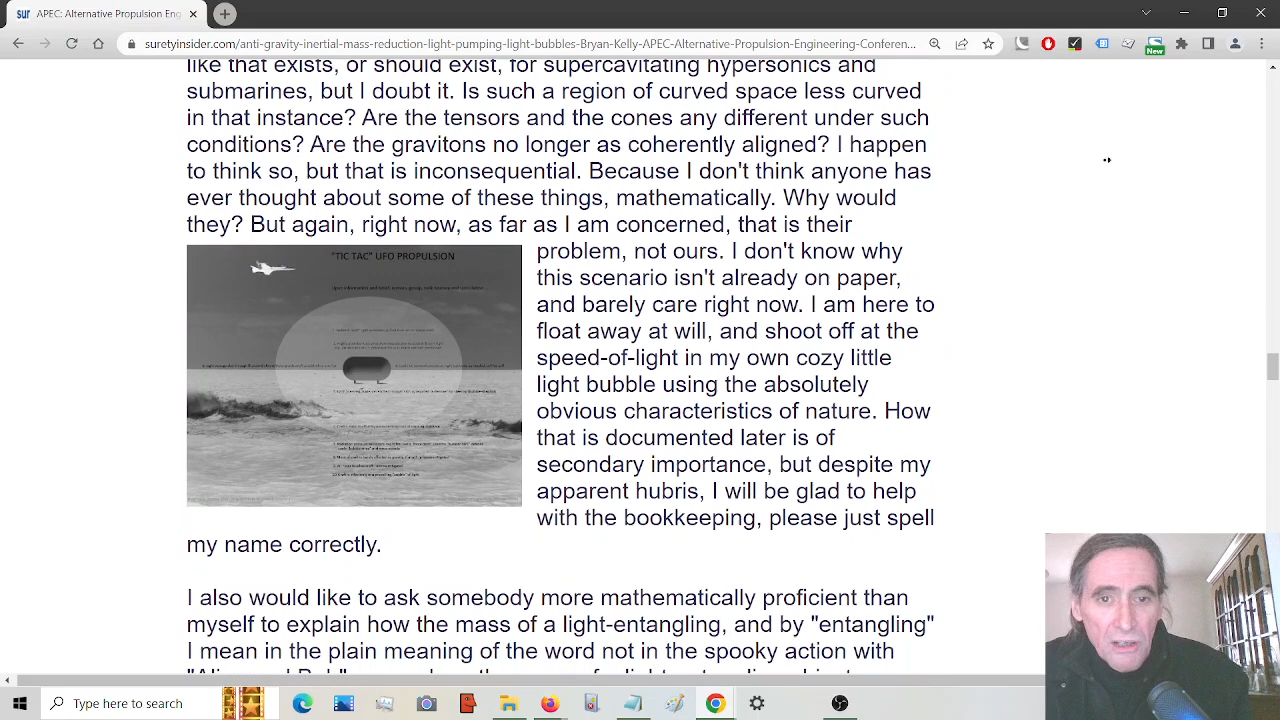 APEC: Alternative Propulsion Eng
suretyinsider.com/anti-gravity-inertial-mass-reduction-light-pumping-light-bubbles-Bryan-Kelly-APEC-Alternative-Propulsion-Engineering-Conferen...
New
like that exists, or should exist, for supercavitating hypersonics and
submarines, but I doubt it. Is such a region of curved space less curved
in that instance? Are the tensors and the cones any different under such
conditions? Are the gravitons no longer as coherently aligned? I happen
to think so, but that is inconsequential. Because I don't think anyone has
ever thought about some of these things, mathematically. Why would
they? But again, right now, as far as I am concerned, that is their
problem, not ours. I don't know why
this scenario isn't already on paper,
and barely care right now. I am here to
float away at will, and shoot off at the
speed-of-light in my own cozy little
light bubble using the absolutely
obvious characteristics of nature. How
that is documented later is of
secondary importance, but despite my
apparent hubris, I will be glad to help
with the bookkeeping, please just spell
my name correctly.
"TIC TAC" UFO PROPULSION
I also would like to ask somebody more mathematically proficient than
myself to explain how the mass of a light-entangling, and by "entangling"
I mean in the plain meaning of the word not in the spooky action with
Type here to search